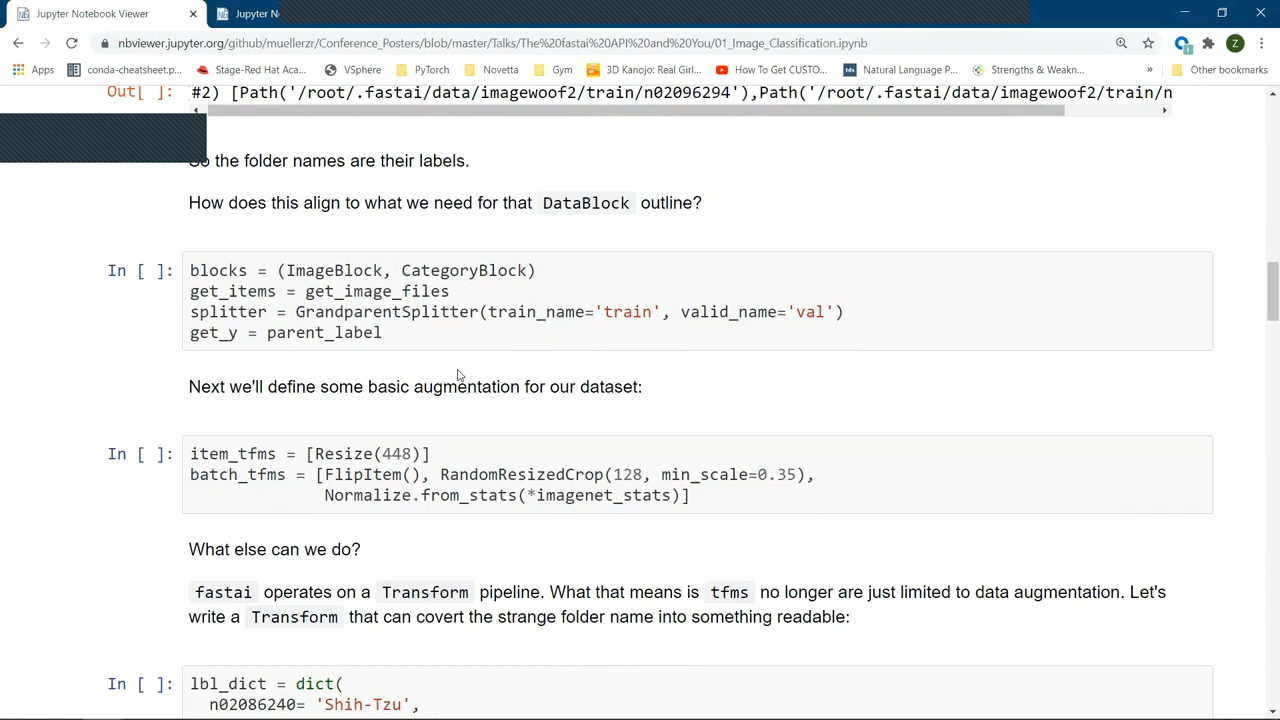 Jupyter Notebook Viewer
Jupyter N
nbviewer.jupyter.org/github/muellerzr/Conference_Posters/blob/master/Talks/The%20fastai%20API%20and%20You/01_Image_Classification.ipynb
Z
Apps
conda-cheatsheet.p...
Stage-Red Hat Aca...
VSphere
PyTorch
Novetta
Gym
3D Kanojo: Real Girl...
How To Get CUSTO...
Natural Language P...
Strengths & Weakn...
» Other bookmarks
Out[ ]: #2) [Path('/root/.fastai/data/imagewoof2/train/n02096294'),Path('/root/.fastai/data/imagewoof2/train/n
So the folder names are their labels.
How does this align to what we need for that DataBlock outline?
In [ ]: blocks = (ImageBlock, CategoryBlock)
get_items = get_image_files
splitter = GrandparentSplitter(train_name='train', valid_name='val')
get_y = parent_label
Next we'll define some basic augmentation for our dataset:
In [ ]: item_tfms = [Resize(448)]
batch_tfms = [FlipItem(), RandomResizedCrop(128, min_scale=0.35),
Normalize.from_stats(*imagenet_stats)]
What else can we do?
fastai operates on a Transform pipeline. What that means is tfms no longer are just limited to data augmentation. Let's
write a Transform that can covert the strange folder name into something readable:
In [ ]: lbl_dict = dict(
n02086240= 'Shih-Tzu',